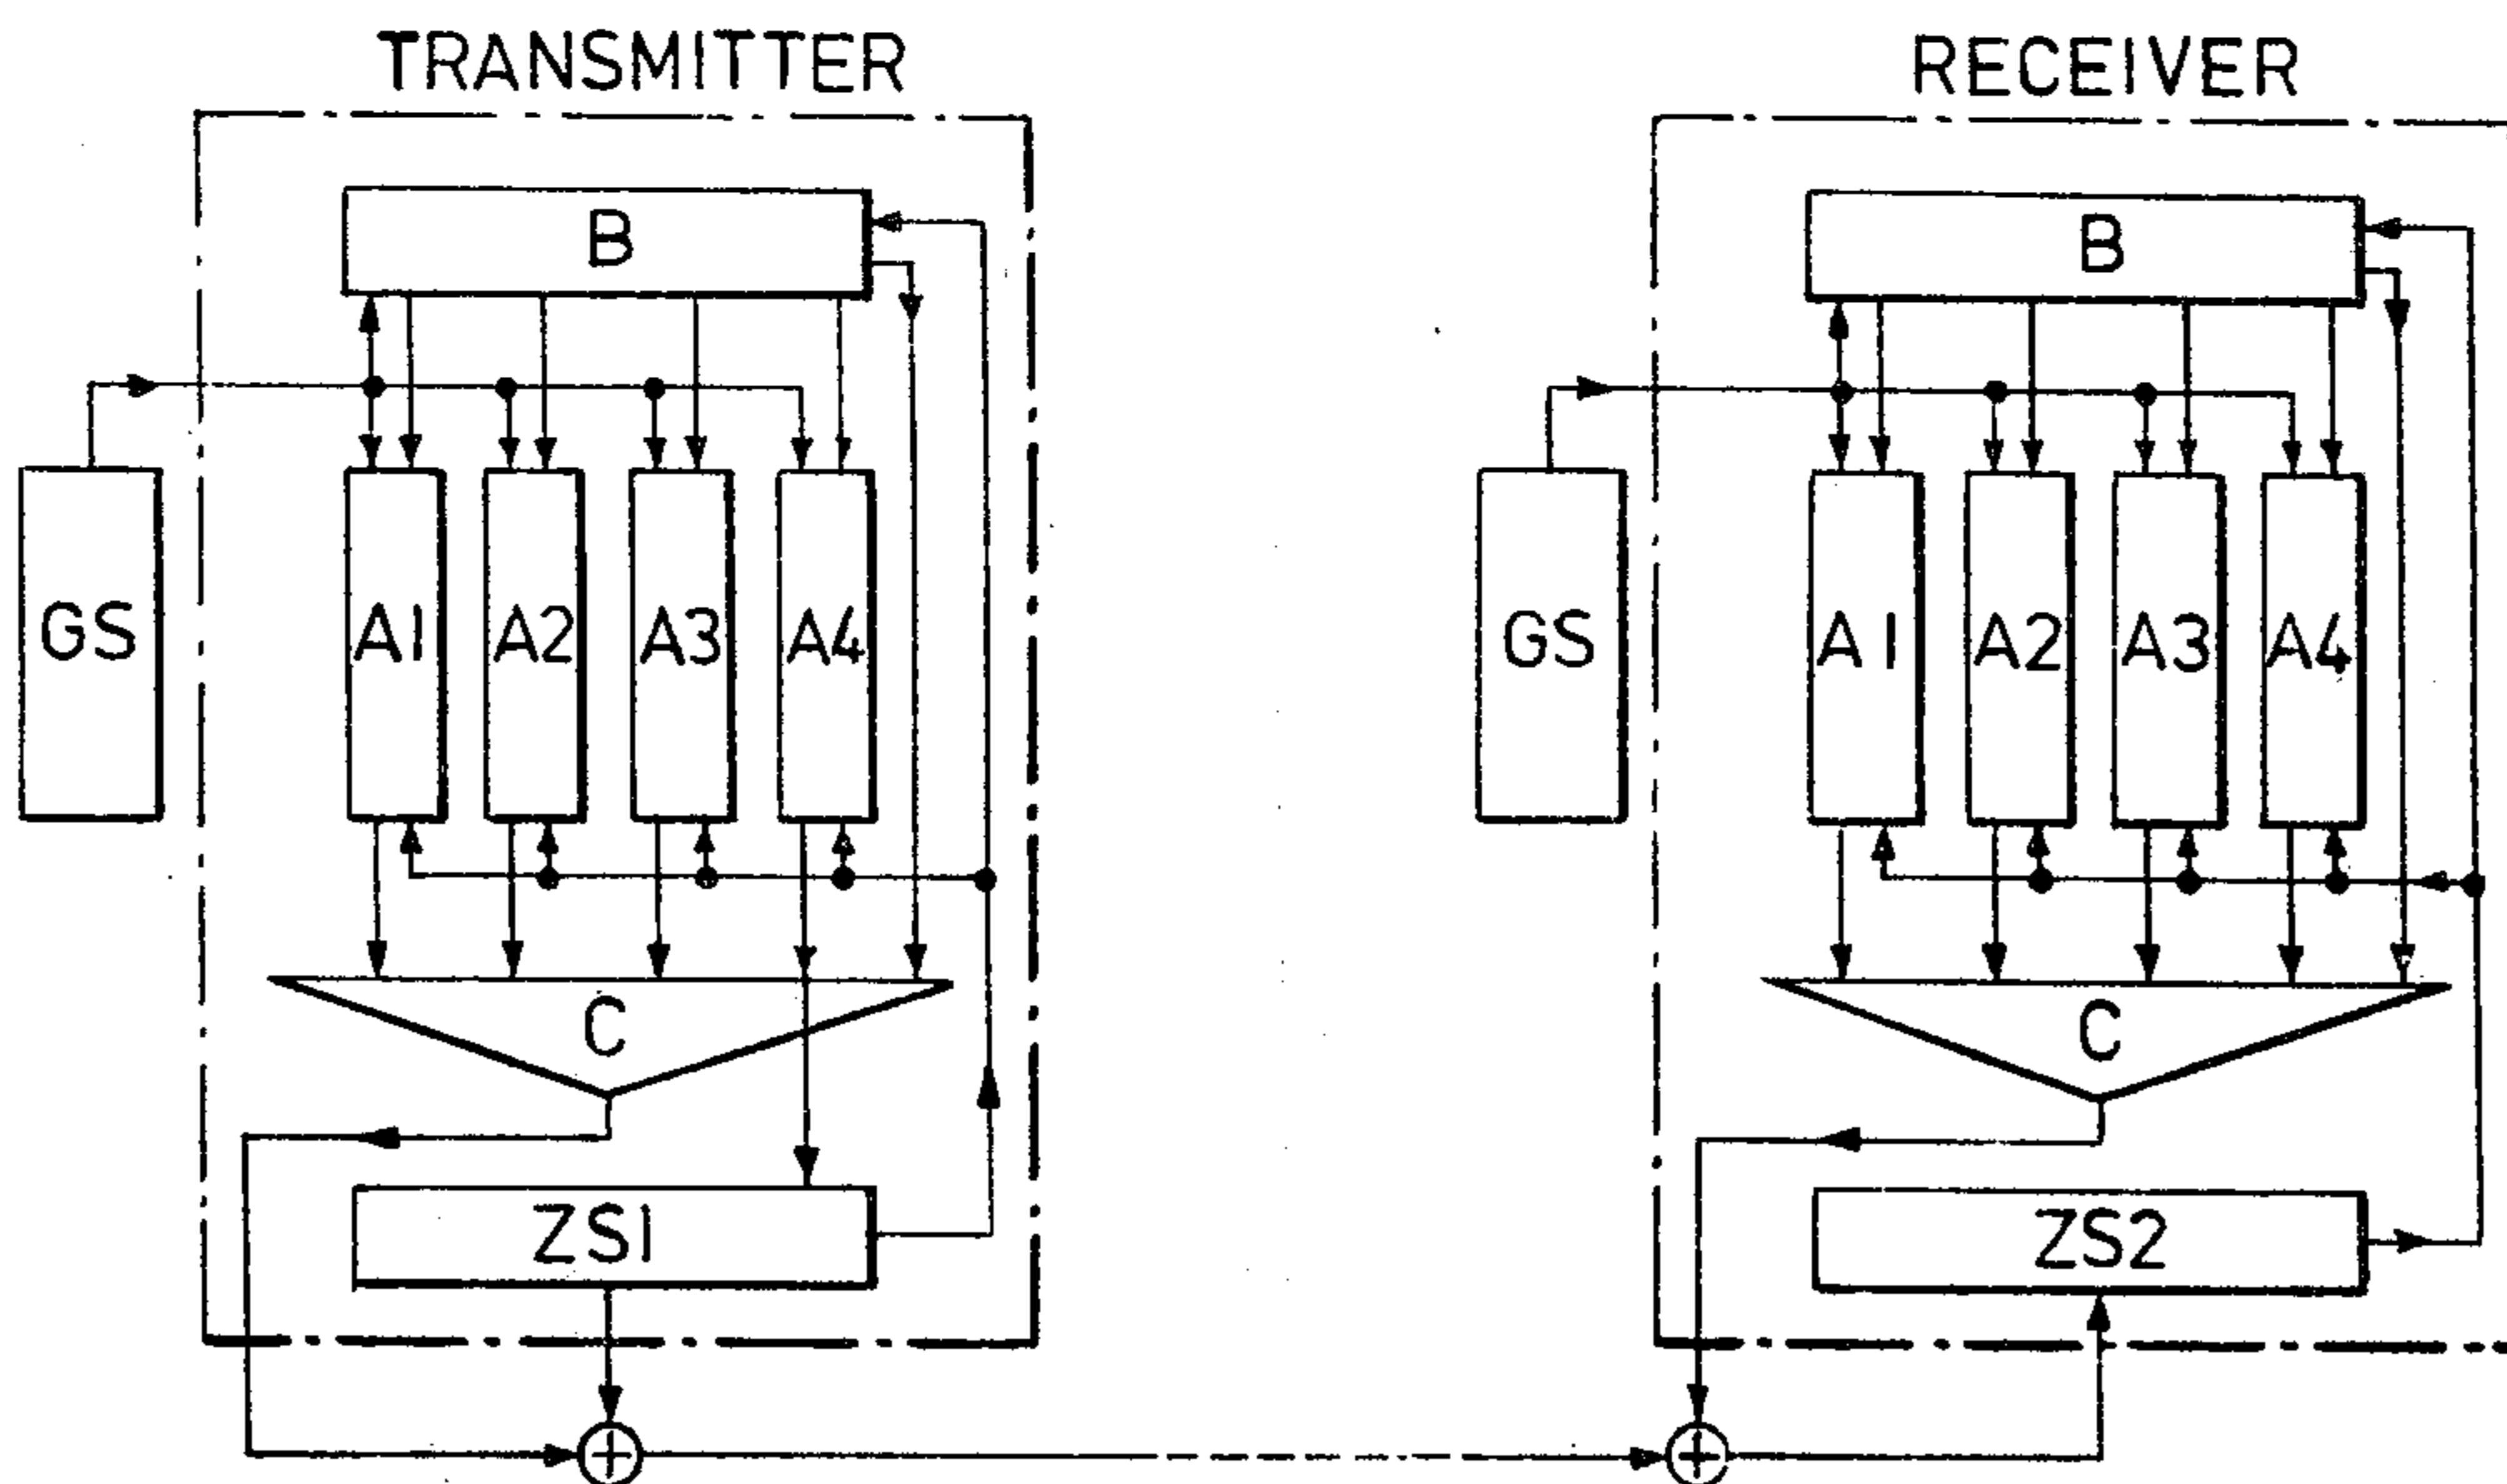 TRANSMITTER
RECEIVER
B
B
GS
A1
A2
A3
A4
GS
A1
A2
A3
A4
C
C
ZS1
ZS2